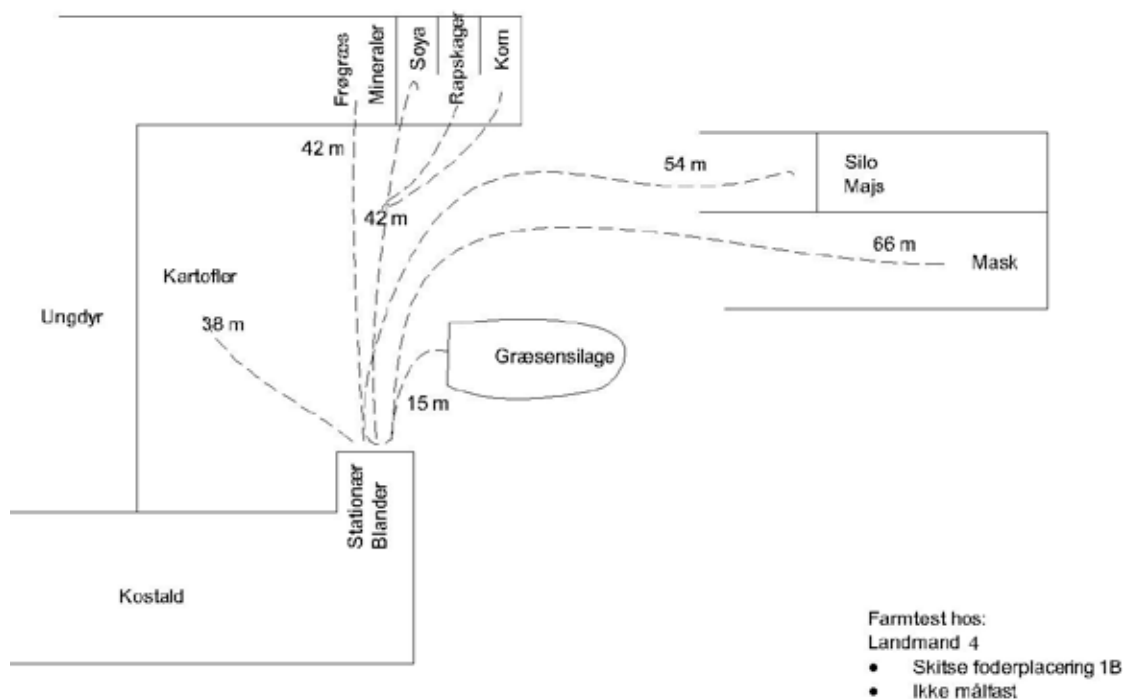 Frøgræs
Mineraler
Soya
Rapskager
Korn
42 m
54 m
Silo
Majs
42 m
66 m
Mask
Kartofler
Ungdyr
38 m
Græsensilage
15 m
Stationær
Blander
Kostald
Farmtest hos:
Landmand 4
• Skitse foderplacering 1B
• Ikke målfast